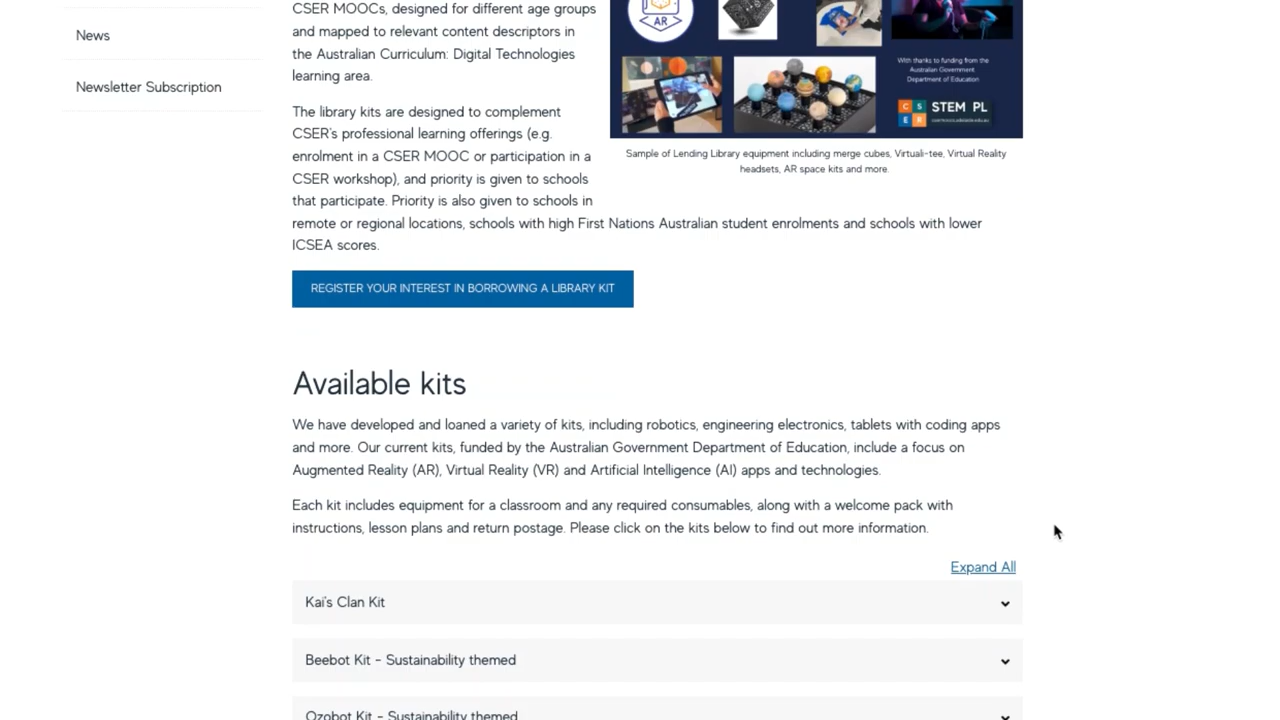 News
Newsletter Subscription
CSER MOOCs, designed for different age groups
and mapped to relevant content descriptors in
the Australian Curriculum: Digital Technologies
learning area.
The library kits are designed to complement
CSER's professional learning offerings (e.g.
enrolment in a CSER MOOC or participation in a
CSER workshop), and priority is given to schools
that participate. Priority is also given to schools in
remote or regional locations, schools with high First Nations Australian student enrolments and schools with lower
ICSEA scores.
AR
With thanks to funding from the
Australian Government
Department of Education
CSER STEM PL
Sample of Lending Library equipment including merge cubes, Virtuali-tee, Virtual Reality
headsets, AR space kits and more.
REGISTER YOUR INTEREST IN BORROWING A LIBRARY KIT
Available kits
We have developed and loaned a variety of kits, including robotics, engineering electronics, tablets with coding apps
and more. Our current kits, funded by the Australian Government Department of Education, include a focus on
Augmented Reality (AR), Virtual Reality (VR) and Artificial Intelligence (AI) apps and technologies.
Each kit includes equipment for a classroom and any required consumables, along with a welcome pack with
instructions, lesson plans and return postage. Please click on the kits below to find out more information.
Expand All
Kai's Clan Kit
Beebot Kit - Sustainability themed
Ozobot Kit - Sustainability themed